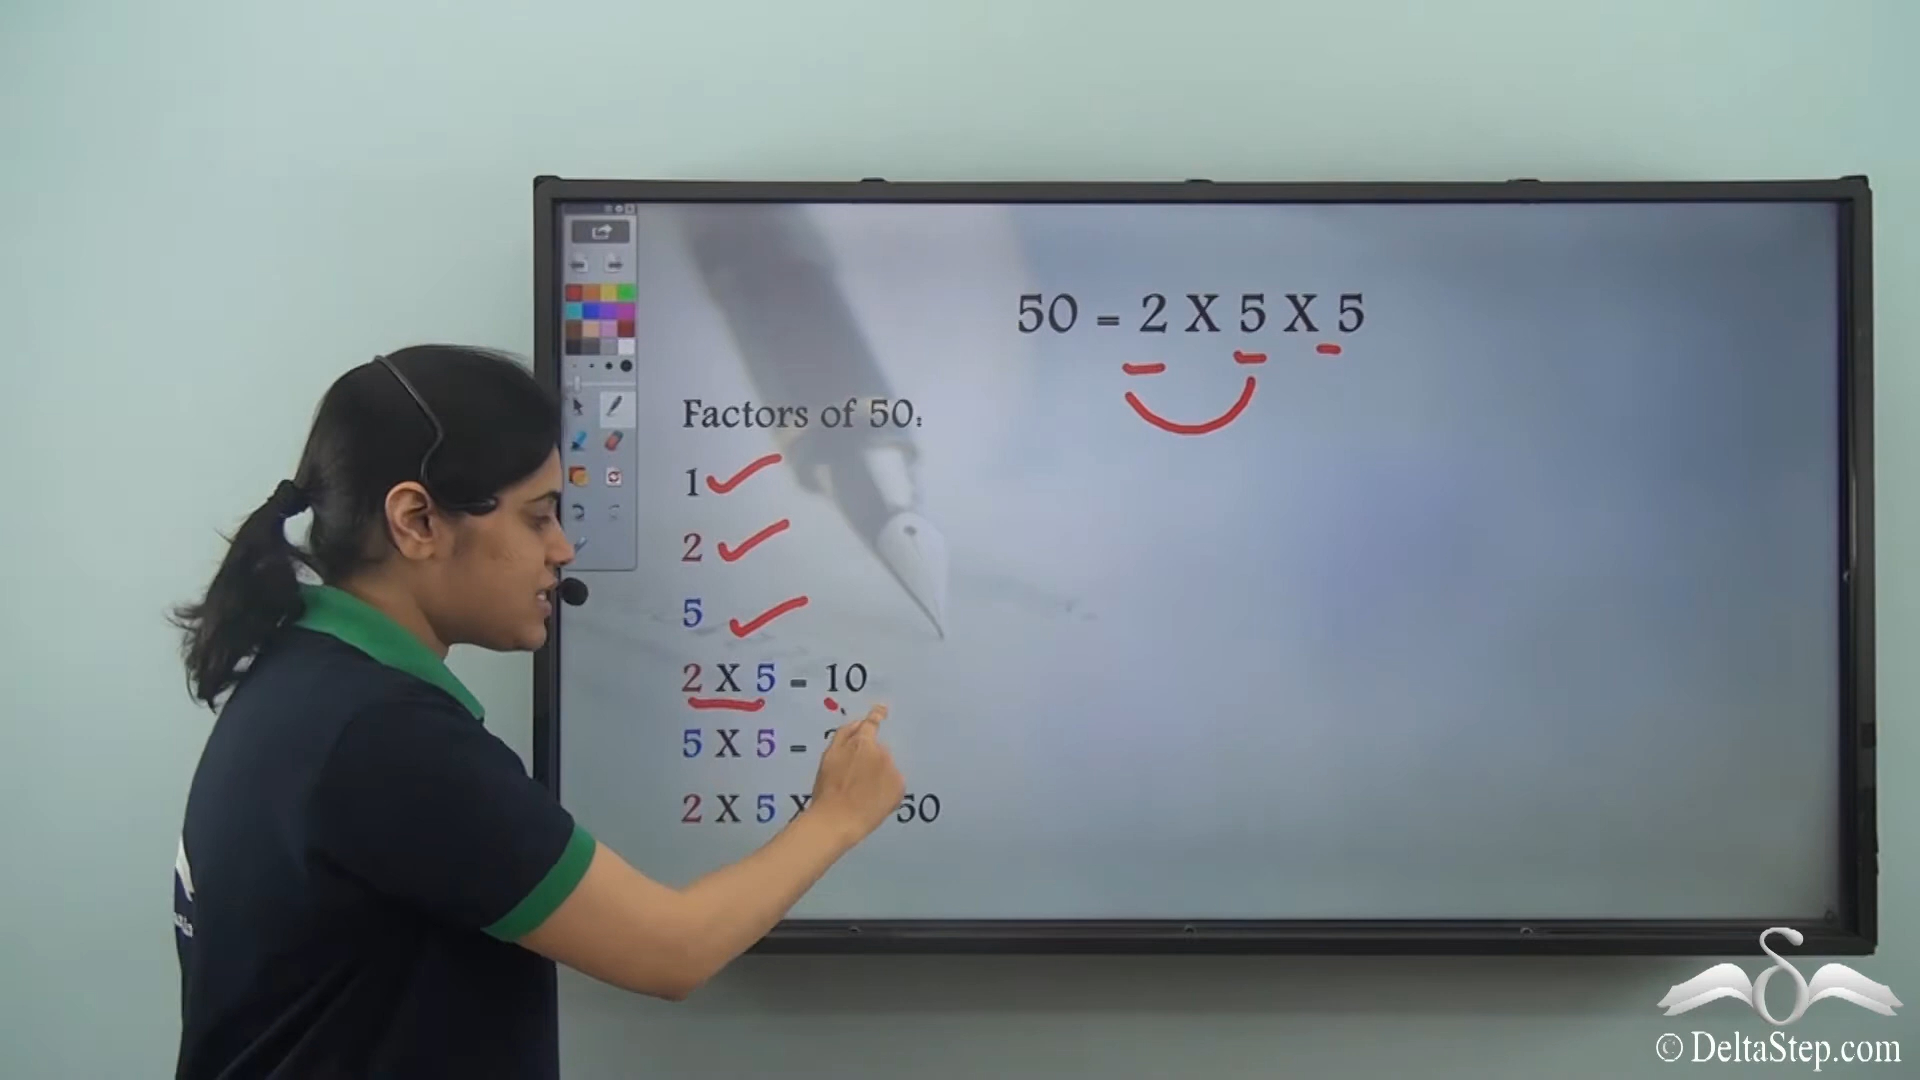 50 = 2 X 5 X 5
Factors of 50:
1
2
5
2 X 5 = 10
5 X 5 =
2 X 5 X 50
© DeltaStep.com